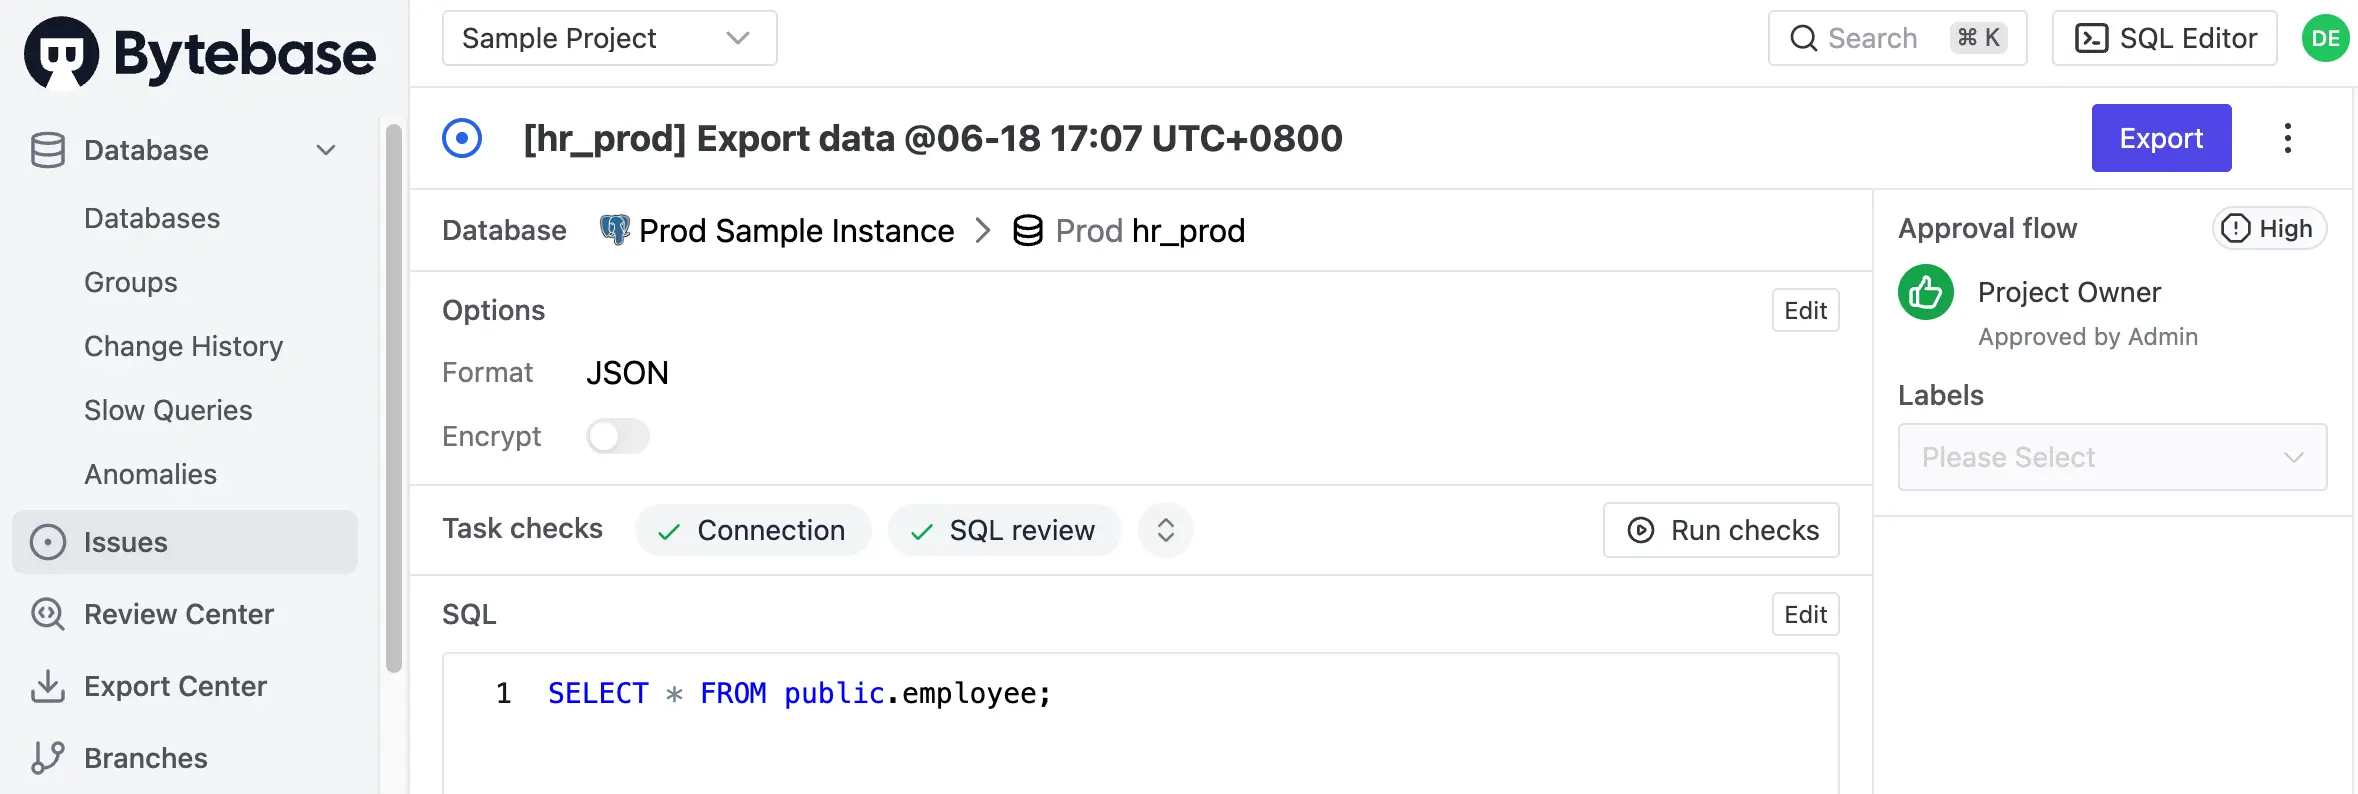 Bytebase
Sample Project
Search ⌘ K
SQL Editor
DE
Database
Databases
Groups
Change History
Slow Queries
Anomalies
Issues
Review Center
Export Center
Branches
[hr_prod] Export data @06-18 17:07 UTC+0800
Export
Database Prod Sample Instance Prod hr_prod
Options
Edit
Format JSON
Encrypt
Task checks Connection SQL review
Run checks
SQL
Edit
1 SELECT * FROM public.employee;
Approval flow
High
Project Owner
Approved by Admin
Labels
Please Select